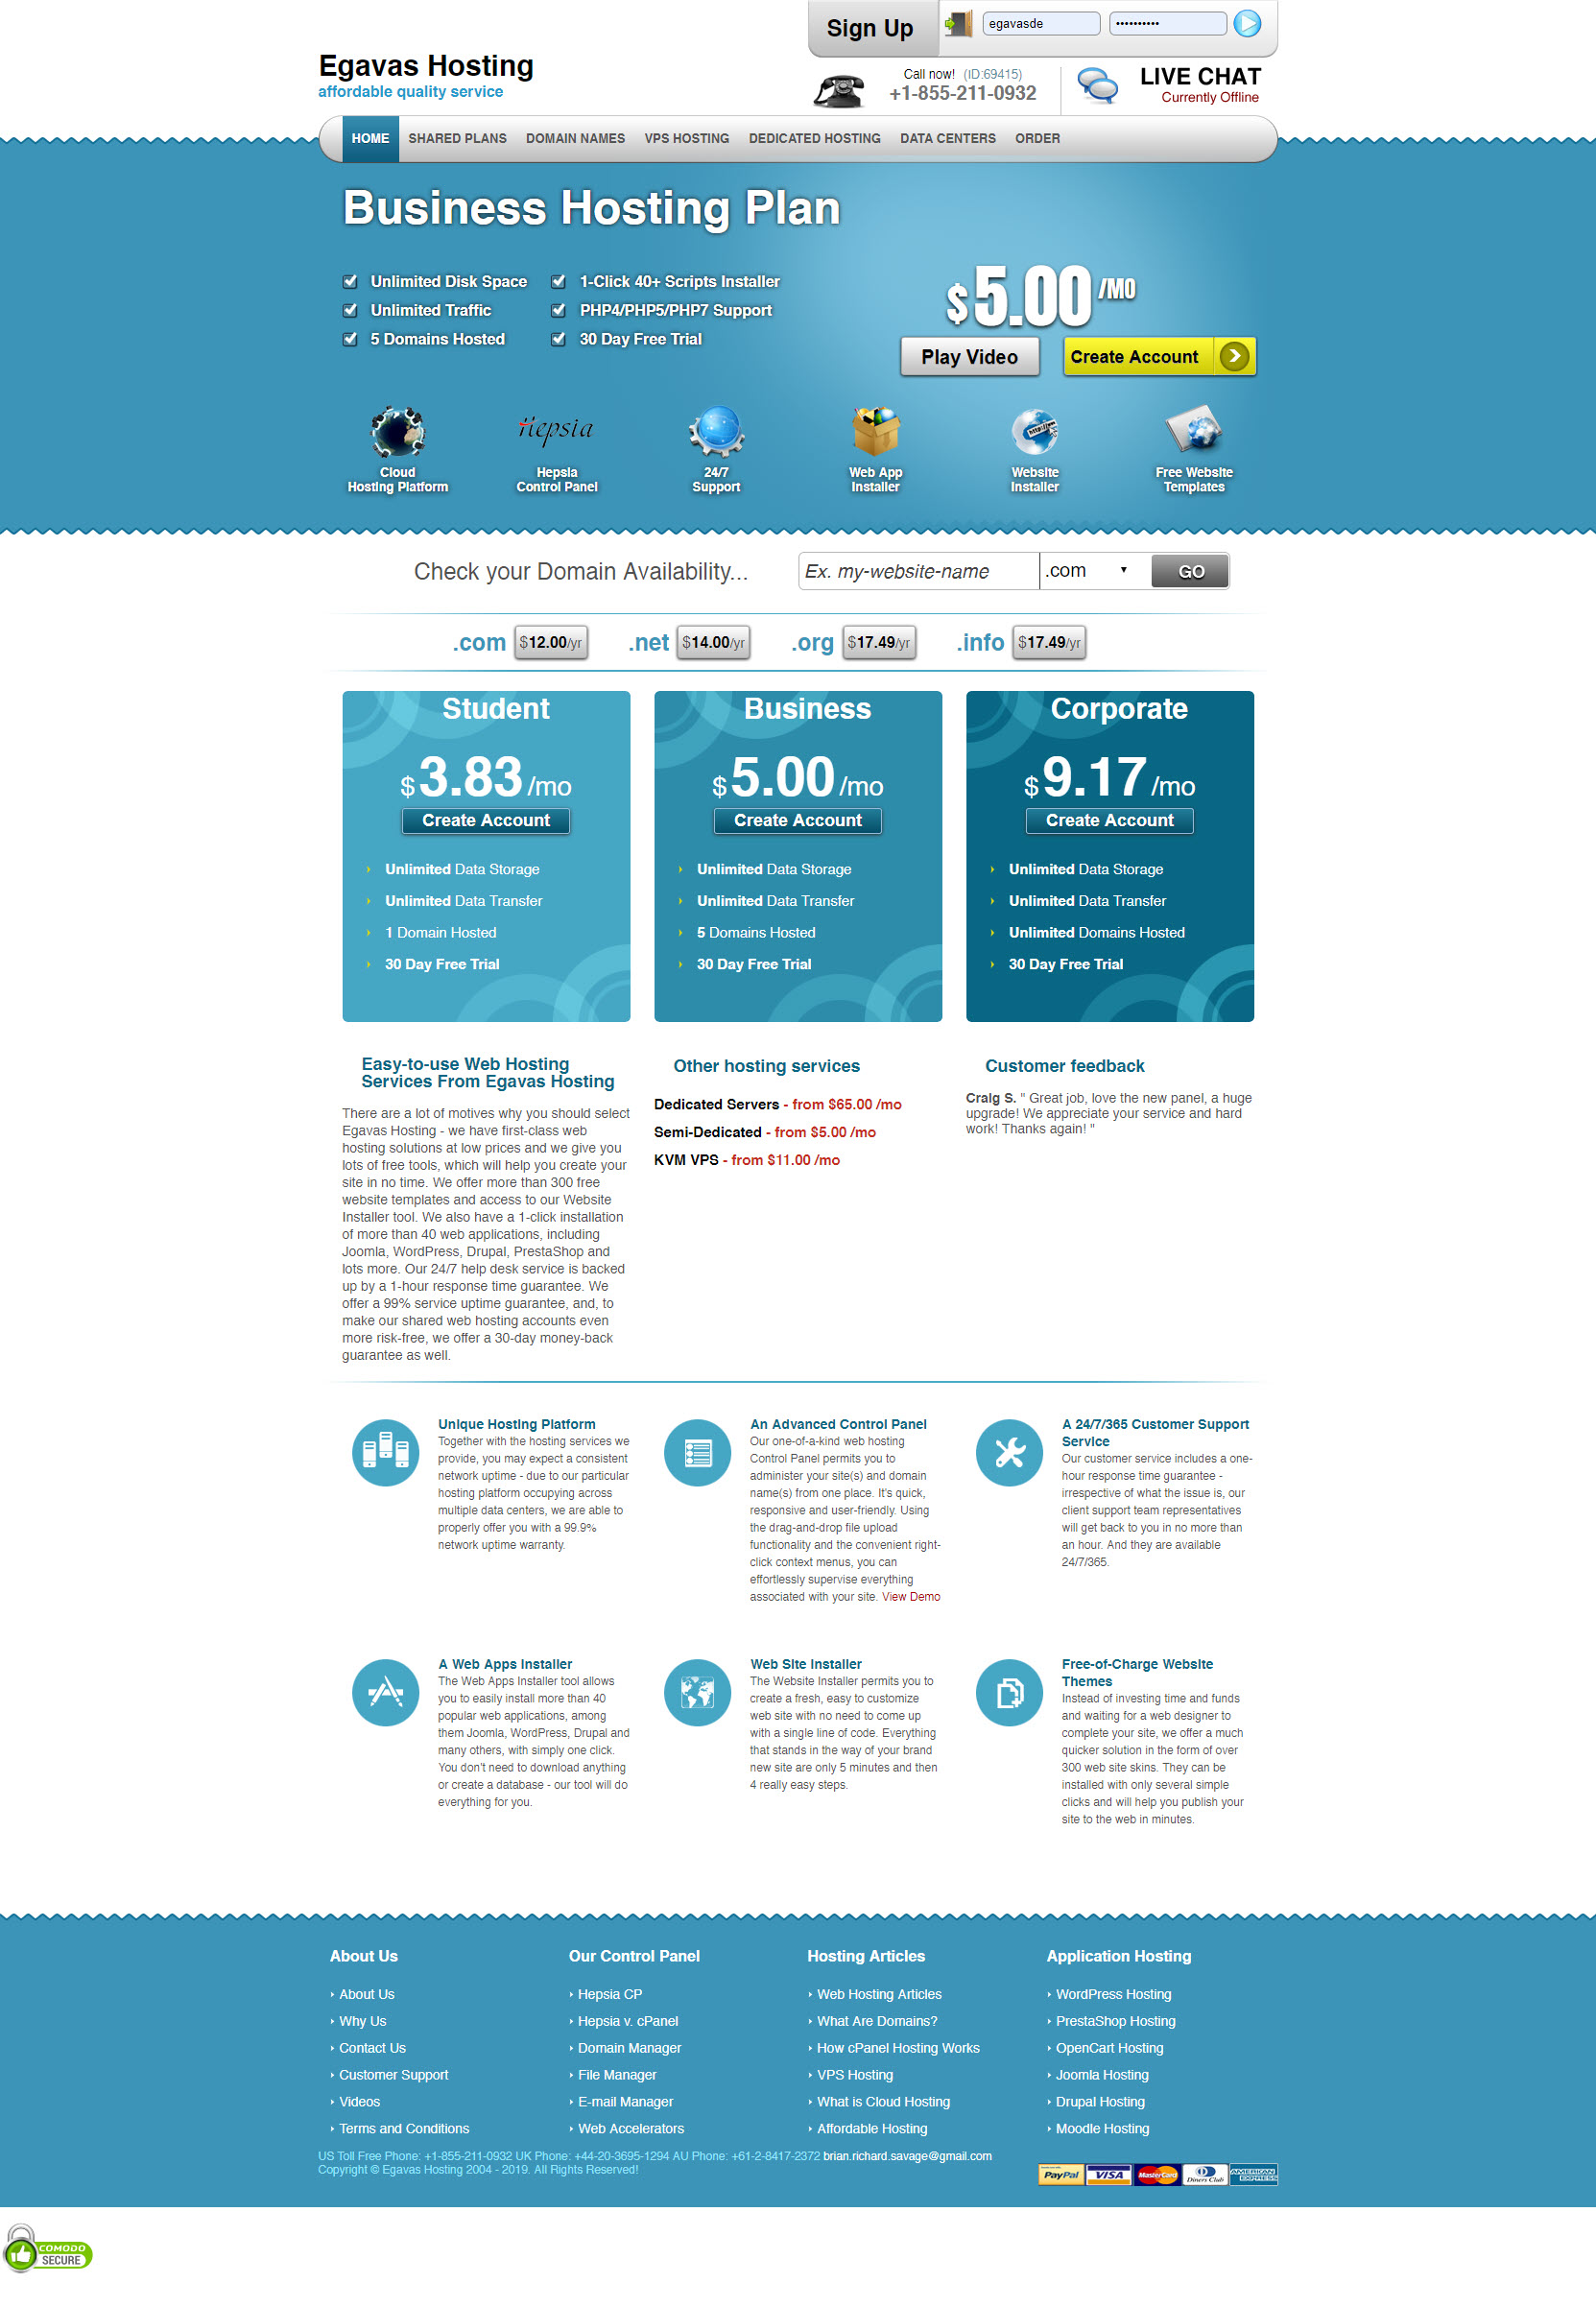 Sign Up
egavasde
••••••••••
Egavas Hosting
affordable quality service
Call now! (ID:69415)
+1-855-211-0932
LIVE CHAT
Currently Offline
HOME SHARED PLANS DOMAIN NAMES VPS HOSTING DEDICATED HOSTING DATA CENTERS ORDER
Business Hosting Plan
Unlimited Disk Space
Unlimited Traffic
5 Domains Hosted
1-Click 40+ Scripts Installer
PHP4/PHP5/PHP7 Support
30 Day Free Trial
$5.00/MO
Play Video
Create Account
Hepsia
Cloud
Hosting Platform
Hepsia
Control Panel
24/7
Support
Web App
Installer
http://www
Website
Installer
Free Website
Templates
Check your Domain Availability...
Ex. my-website-name
.com
GO
.com $12.00/yr
.net $14.00/yr
.org $17.49/yr
.info $17.49/yr
Student
$3.83/mo
Create Account
Unlimited Data Storage
Unlimited Data Transfer
1 Domain Hosted
30 Day Free Trial
Business
$5.00/mo
Create Account
Unlimited Data Storage
Unlimited Data Transfer
5 Domains Hosted
30 Day Free Trial
Corporate
$9.17/mo
Create Account
Unlimited Data Storage
Unlimited Data Transfer
Unlimited Domains Hosted
30 Day Free Trial
Easy-to-use Web Hosting
Services From Egavas Hosting
There are a lot of motives why you should select
Egavas Hosting - we have first-class web
hosting solutions at low prices and we give you
lots of free tools, which will help you create your
site in no time. We offer more than 300 free
website templates and access to our Website
Installer tool. We also have a 1-click installation
of more than 40 web applications, including
Joomla, WordPress, Drupal, PrestaShop and
lots more. Our 24/7 help desk service is backed
up by a 1-hour response time guarantee. We
offer a 99% service uptime guarantee, and, to
make our shared web hosting accounts even
more risk-free, we offer a 30-day money-back
guarantee as well.
Other hosting services
Dedicated Servers - from $65.00 /mo
Semi-Dedicated - from $5.00 /mo
KVM VPS - from $11.00 /mo
Customer feedback
Craig S. " Great job, love the new panel, a huge
upgrade! We appreciate your service and hard
work! Thanks again! "
Unique Hosting Platform
Together with the hosting services we
provide, you may expect a consistent
network uptime - due to our particular
hosting platform occupying across
multiple data centers, we are able to
properly offer you with a 99.9%
network uptime warranty.
An Advanced Control Panel
Our one-of-a-kind web hosting
Control Panel permits you to
administer your site(s) and domain
name(s) from one place. It's quick,
responsive and user-friendly. Using
the drag-and-drop file upload
functionality and the convenient right-
click context menus, you can
effortlessly supervise everything
associated with your site. View Demo
A 24/7/365 Customer Support
Service
Our customer service includes a one-
hour response time guarantee -
irrespective of what the issue is, our
client support team representatives
will get back to you in no more than
an hour. And they are available
24/7/365.
A Web Apps Installer
The Web Apps Installer tool allows
you to easily install more than 40
popular web applications, among
them Joomla, WordPress, Drupal and
many others, with simply one click.
You don't need to download anything
or create a database - our tool will do
everything for you.
Web Site Installer
The Website Installer permits you to
create a fresh, easy to customize
web site with no need to come up
with a single line of code. Everything
that stands in the way of your brand
new site are only 5 minutes and then
4 really easy steps.
Free-of-Charge Website
Themes
Instead of investing time and funds
and waiting for a web designer to
complete your site, we offer a much
quicker solution in the form of over
300 web site skins. They can be
installed with only several simple
clicks and will help you publish your
site to the web in minutes.
About Us
About Us
Why Us
Contact Us
Customer Support
Videos
Terms and Conditions
Our Control Panel
Hepsia CP
Hepsia v. cPanel
Domain Manager
File Manager
E-mail Manager
Web Accelerators
Hosting Articles
Web Hosting Articles
What Are Domains?
How cPanel Hosting Works
VPS Hosting
What is Cloud Hosting
Affordable Hosting
Application Hosting
WordPress Hosting
PrestaShop Hosting
OpenCart Hosting
Joomla Hosting
Drupal Hosting
Moodle Hosting
US Toll Free Phone: +1-855-211-0932 UK Phone: +44-20-3695-1294 AU Phone: +61-2-8417-2372 brian.richard.savage@gmail.com
Copyright © Egavas Hosting 2004 - 2019. All Rights Reserved!
PayPal VISA MasterCard Diners Club AMERICAN EXPRESS
COMODO
SECURE